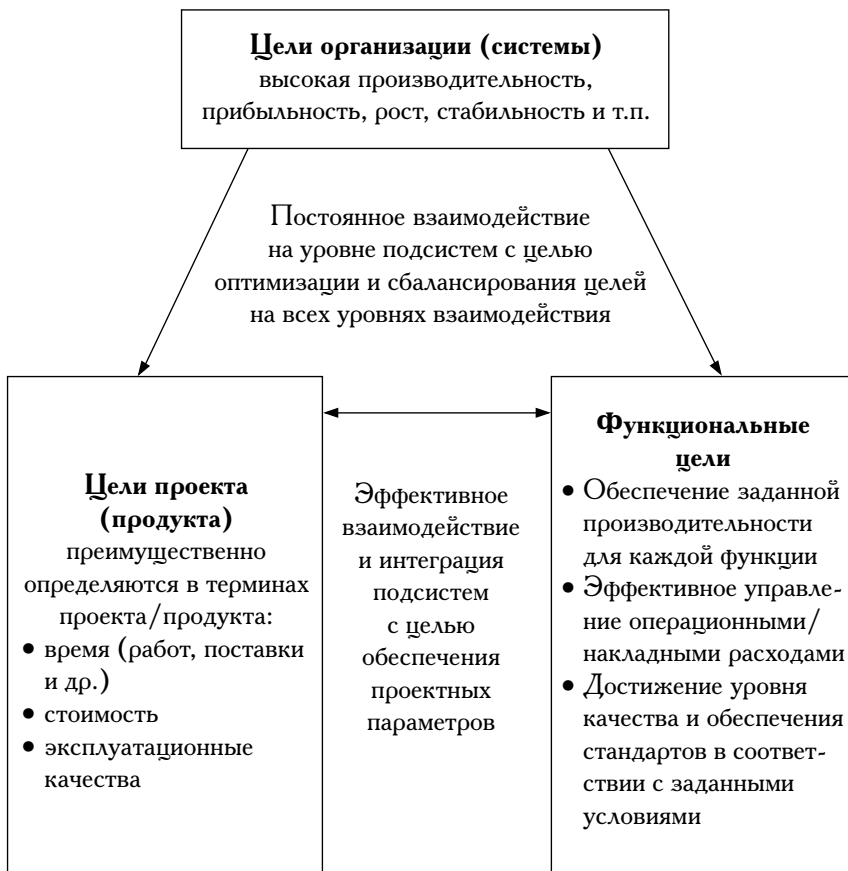 Цели организации (системы)
высокая производительность,
прибыльность, рост, стабильность и т.п.
Постоянное взаимодействие
на уровне подсистем с целью
оптимизации и сбалансирования целей
на всех уровнях взаимодействия
Цели проекта
(продукта)
преимущественно
определяются в терминах
проекта/продукта:
• время (работ, поставки
и др.)
• стоимость
• эксплуатационные
качества
Эффективное
взаимодействие
и интеграция
подсистем
с целью
обеспечения
проектных
параметров
Функциональные
цели
• Обеспечение заданной
производительности
для каждой функции
• Эффективное управле-
ние операционными/
накладными расходами
• Достижение уровня
качества и обеспечения
стандартов в соответ-
ствии с заданными
условиями